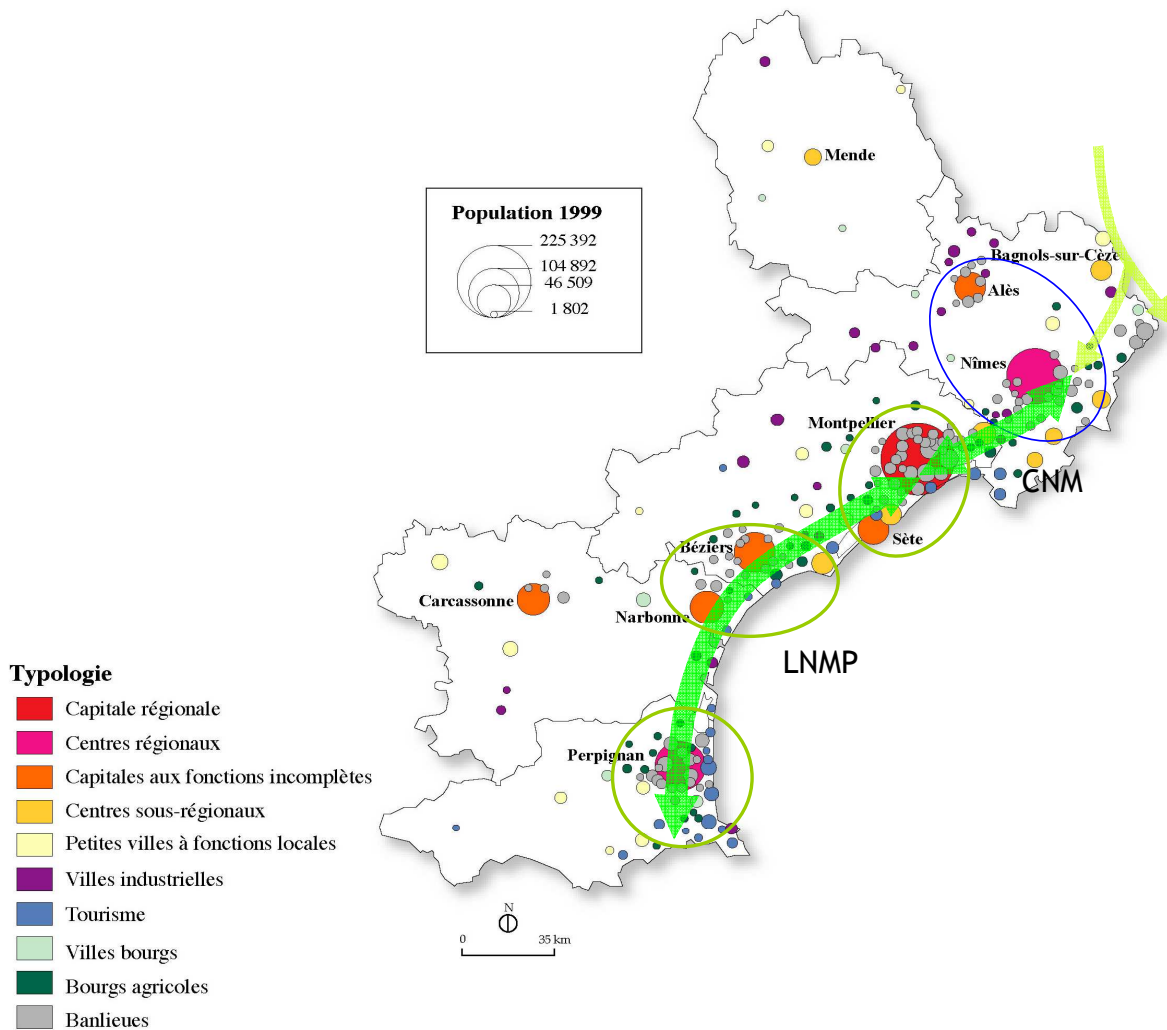 Mende
Population 1999
225 392
104 892
46 509
1 802
Bagnols-sur-Cèze
Alès
Nîmes
Montpellier
CNM
Sète
Béziers
Carcassonne
Narbonne
LNMP
Perpignan
Typologie
Capitale régionale
Centres régionaux
Capitales aux fonctions incomplètes
Centres sous-régionaux
Petites villes à fonctions locales
Villes industrielles
Tourisme
Villes bourgs
Bourgs agricoles
Banlieues
N
0 35 km